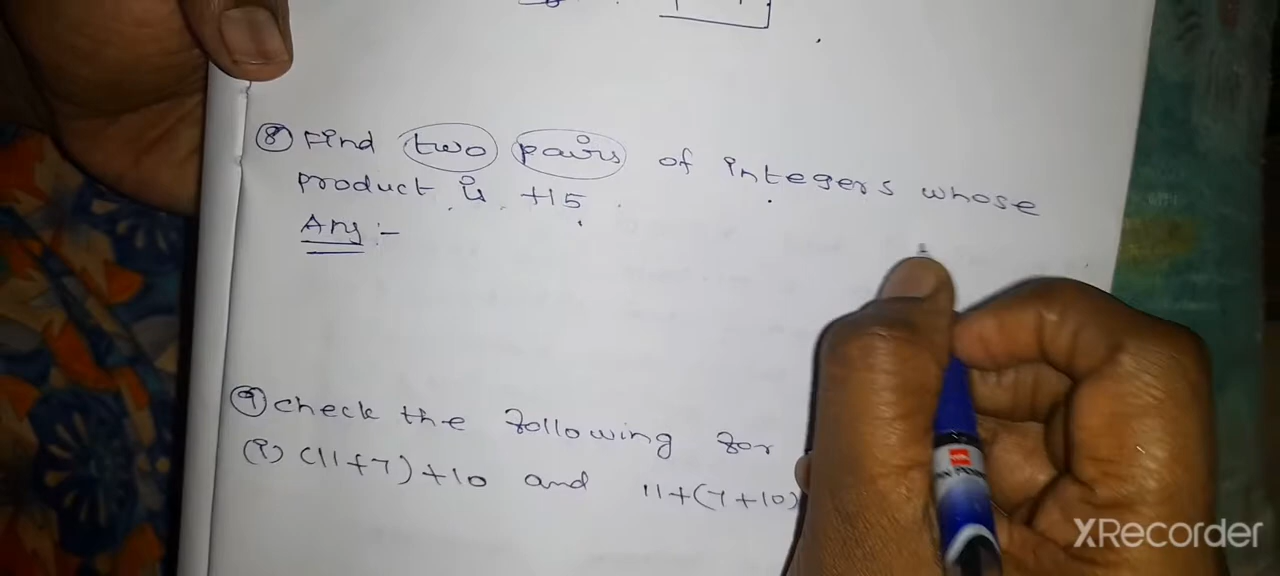 ⑧ Find two pairs of integers whose
product is +15
Ans :-
⑨ check the following for
(i) (11+7)+10 and 11+(7+10)
XRecorder